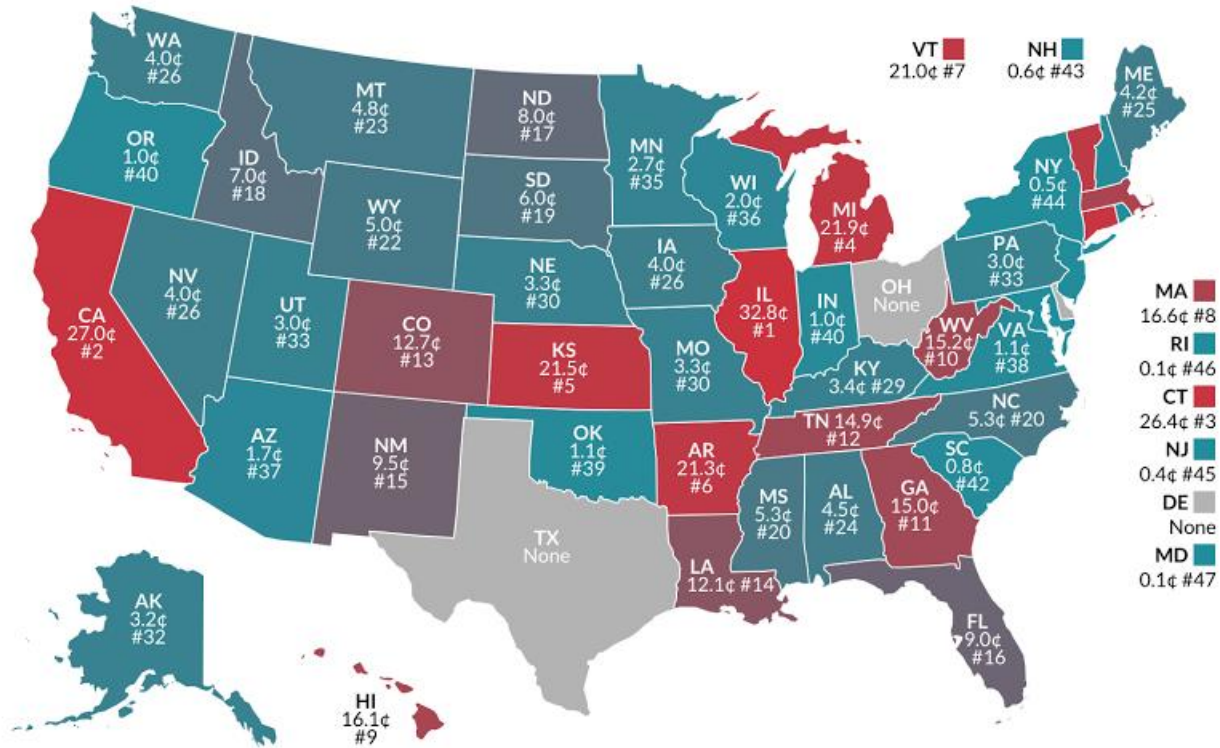 WA
4.0¢
#26
MT
4.8¢
#23
ND
8.0¢
#17
VT
21.0¢ #7
NH
0.6¢ #43
ME
4.2¢
#25
OR
1.0¢
#40
ID
7.0¢
#18
MN
2.7¢
#35
WI
2.0¢
#36
NY
0.5¢
#44
SD
6.0¢
#19
WY
5.0¢
#22
MI
21.9¢
#4
IA
4.0¢
#26
PA
3.0¢
#33
NE
3.3¢
#30
NV
4.0¢
#26
UT
3.0¢
#33
CA
27.0¢
#2
CO
12.7¢
#13
KS
21.5¢
#5
MO
3.3¢
#30
IL
32.8¢
#1
IN
1.0¢
#40
OH
None
WV
15.2¢
#10
VA
1.1¢
#38
KY
3.4¢ #29
MA
16.6¢ #8
RI
0.1¢ #46
CT
26.4¢ #3
NJ
0.4¢ #45
DE
None
MD
0.1¢ #47
NC
5.3¢ #20
TN 14.9¢
#12
AZ
1.7¢
#37
NM
9.5¢
#15
OK
1.1¢
#39
AR
21.3¢
#6
SC
0.8¢
#42
MS
5.3¢
#20
AL
4.5¢
#24
GA
15.0¢
#11
TX
None
LA
12.1¢ #14
FL
9.0¢
#16
AK
3.2¢
#32
HI
16.1¢
#9